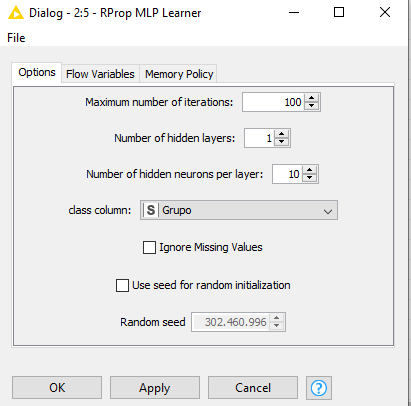 Dialog - 2:5 - RProp MLP Learner
File
Options Flow Variables Memory Policy
Maximum number of iterations: 100
Number of hidden layers: 1
Number of hidden neurons per layer: 10
class column: S Grupo
Ignore Missing Values
Use seed for random initialization
Random seed 302.460.996
OK Apply Cancel ?